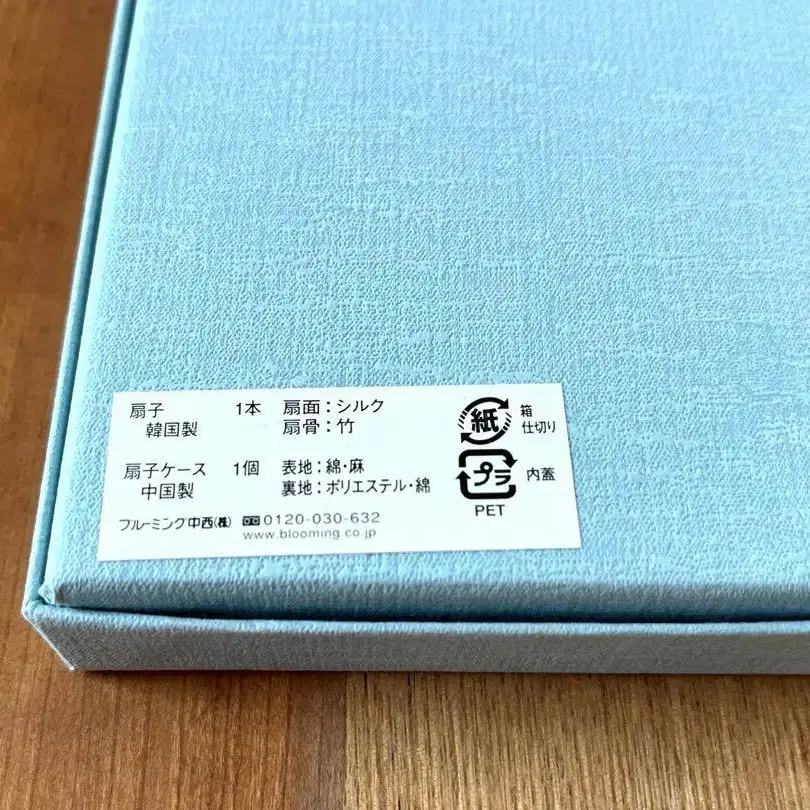 扇子 1本 扇面：シルク
韓国製 扇骨：竹
扇子ケース 1個 表地：綿・麻
中国製 裏地：ポリエステル・綿
ブルーミング中西㈱ 0120-030-632
www.blooming.co.jp
紙 箱
仕切り
プラ 内蓋
PET